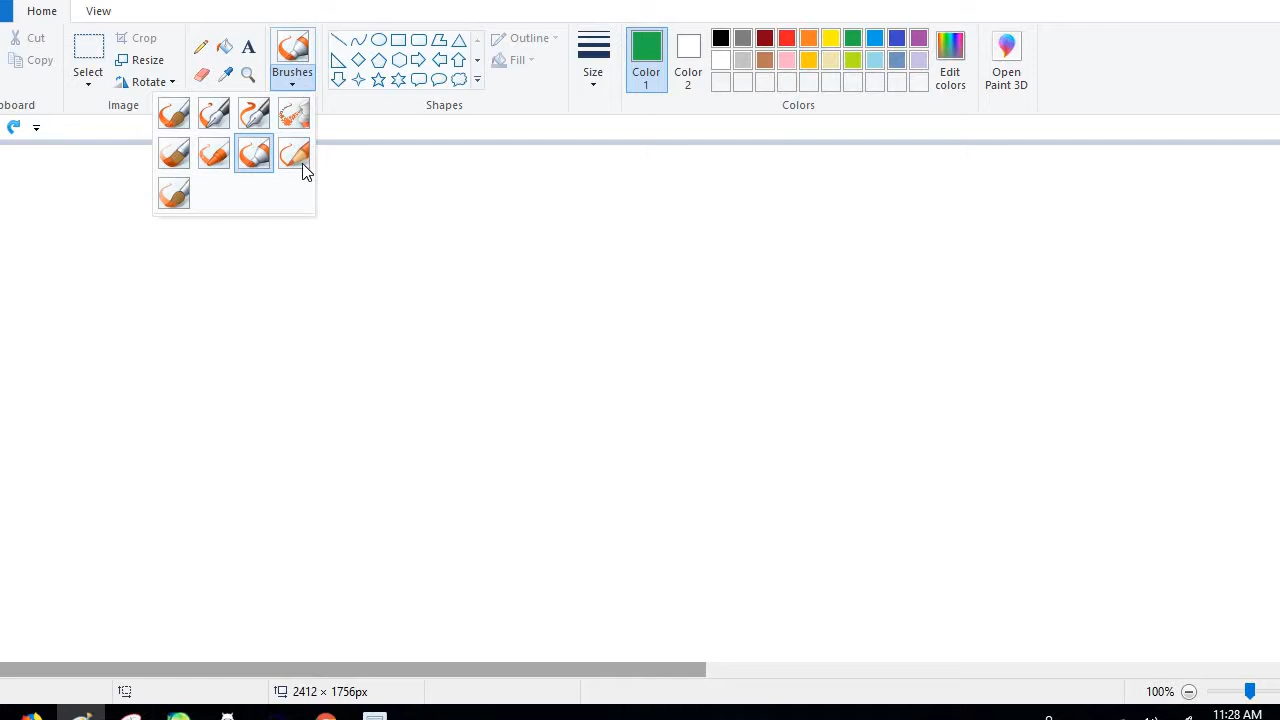 Home View
Cut
Copy
oboard
Select
Crop
Resize
Rotate
Image
A
Brushes
Shapes
Outline
Fill
Size
Color 1
Color 2
Edit colors
Colors
Open Paint 3D
2412 × 1756px
100%
11:28 AM